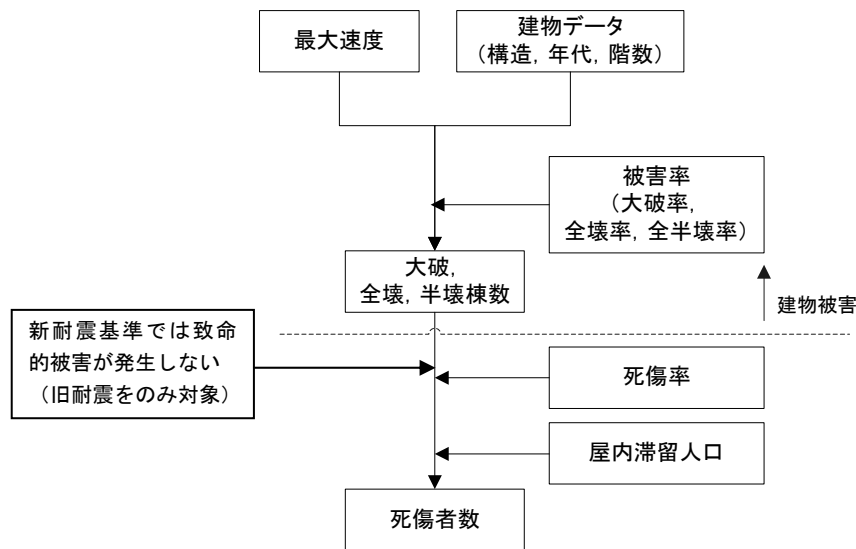 最大速度
建物データ
（構造，年代，階数）
被害率
（大破率，
全壊率，全半壊率）
大破，
全壊，半壊棟数
建物被害
新耐震基準では致命
的被害が発生しない
（旧耐震をのみ対象）
死傷率
屋内滞留人口
死傷者数